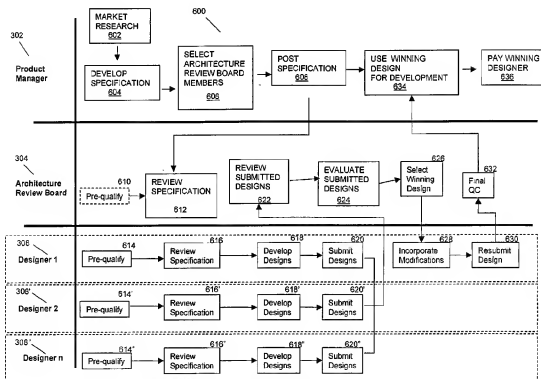 600
302
Product
Manager
MARKET
RESEARCH
602
DEVELOP
SPECIFICATION
604
SELECT
ARCHITECTURE
REVIEW BOARD
MEMBERS
606
POST
SPECIFICATION
608
USE WINNING
DESIGN
FOR DEVELOPMENT
634
PAY WINNING
DESIGNER
636
304
Architecture
Review Board
610
Pre-qualify
REVIEW
SPECIFICATION
612
REVIEW
SUBMITTED
DESIGNS
622
EVALUATE
SUBMITTED
DESIGNS
624
626
Select
Winning
Design
632
Final
QC
308
Designer 1
614
Pre-qualify
616
Review
Specification
618
Develop
Designs
620
Submit
Designs
628
Incorporate
Modifications
630
Resubmit
Design
308'
Designer 2
614'
Pre-qualify
616'
Review
Specification
618'
Develop
Designs
620'
Submit
Designs
308"
Designer n
614"
Pre-qualify
616"
Review
Specification
618"
Develop
Designs
620"
Submit
Designs